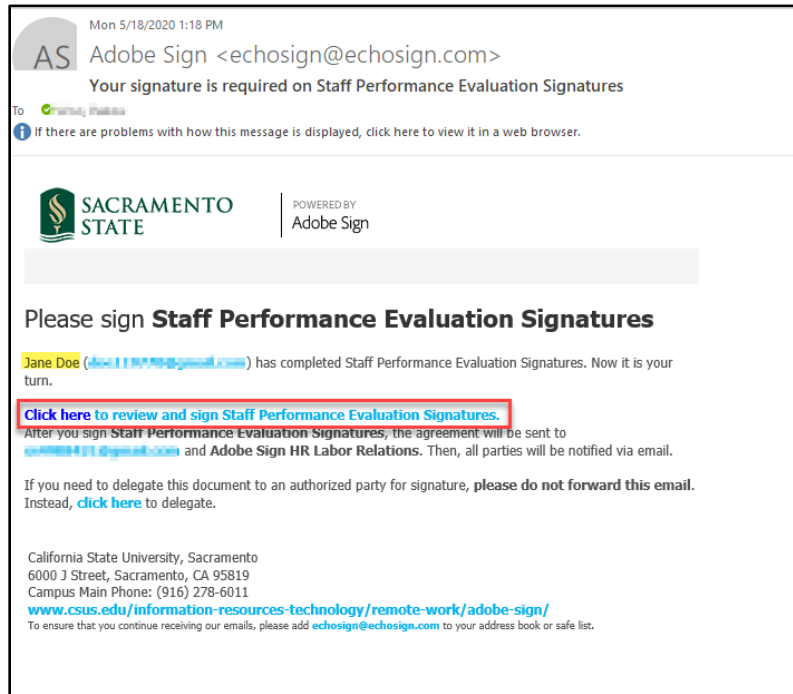 Mon 5/18/2020 1:18 PM
AS
Adobe Sign <echosign@echosign.com>
Your signature is required on Staff Performance Evaluation Signatures
To
If there are problems with how this message is displayed, click here to view it in a web browser.
SACRAMENTO
STATE
POWERED BY
Adobe Sign
Please sign Staff Performance Evaluation Signatures
Jane Doe ( ) has completed Staff Performance Evaluation Signatures. Now it is your
turn.
Click here to review and sign Staff Performance Evaluation Signatures.
After you sign Staff Performance Evaluation Signatures, the agreement will be sent to
and Adobe Sign HR Labor Relations. Then, all parties will be notified via email.
If you need to delegate this document to an authorized party for signature, please do not forward this email.
Instead, click here to delegate.
California State University, Sacramento
6000 J Street, Sacramento, CA 95819
Campus Main Phone: (916) 278-6011
www.csus.edu/information-resources-technology/remote-work/adobe-sign/
To ensure that you continue receiving our emails, please add echosign@echosign.com to your address book or safe list.